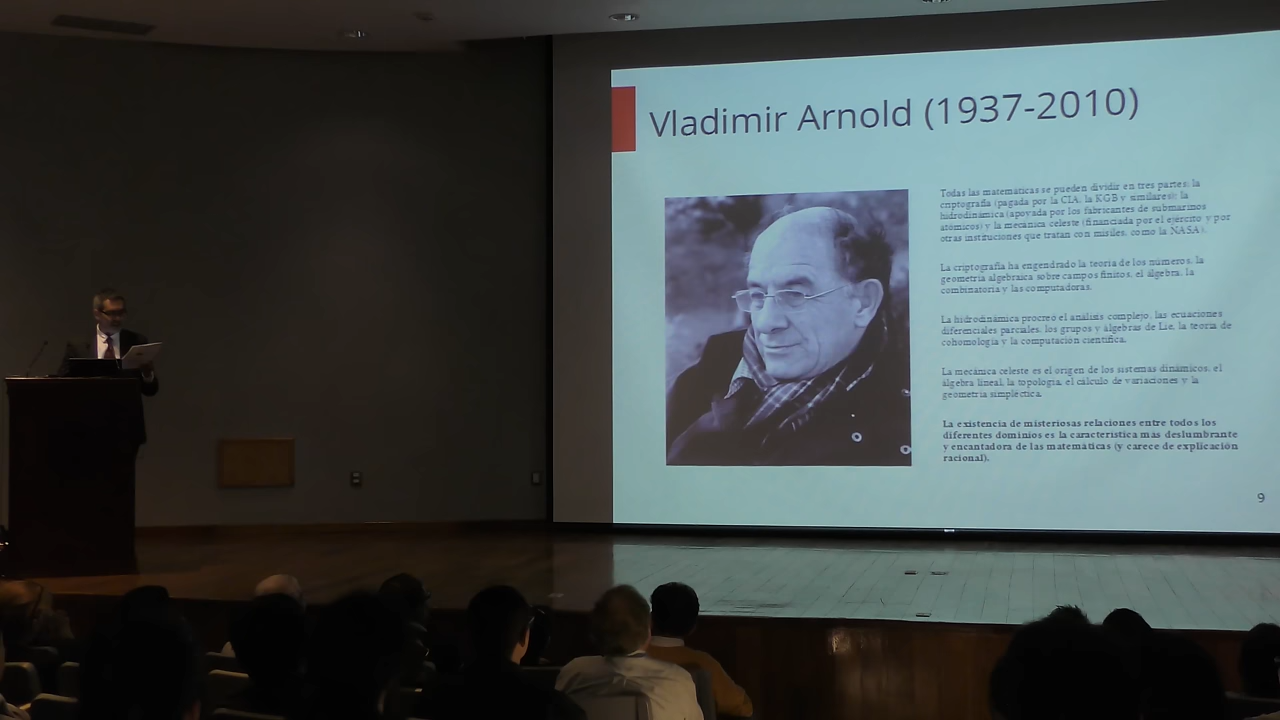 Vladimir Arnold (1937-2010)
Todas las matemáticas se pueden dividir en tres partes: la
criptografía (pagada por la CIA, la KGB y similares); la
hidrodinámica (apoyada por los fabricantes de submarinos
atómicos) y la mecánica celeste (financiada por el ejército y por
otras instituciones que tratan con misiles, como la NASA).
La criptografía ha engendrado la teoría de los números, la
geometría algebraica sobre campos finitos, el álgebra, la
combinatoria y las computadoras.
La hidrodinámica procreó el análisis complejo, las ecuaciones
diferenciales parciales, los grupos y álgebras de Lie, la teoría de
cohomología y la computación científica.
La mecánica celeste es el origen de los sistemas dinámicos, el
álgebra lineal, la topología, el cálculo de variaciones y la
geometría simpléctica.
La existencia de misteriosas relaciones entre todos los
diferentes dominios es la característica más deslumbrante
y encantadora de las matemáticas (y carece de explicación
racional).
9